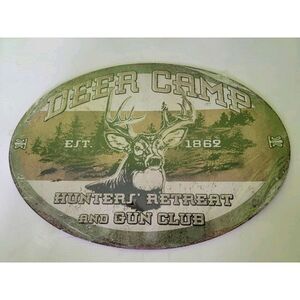 DEER CAMP
EST. 1862
HUNTERS' RETREAT
AND GUN CLUB